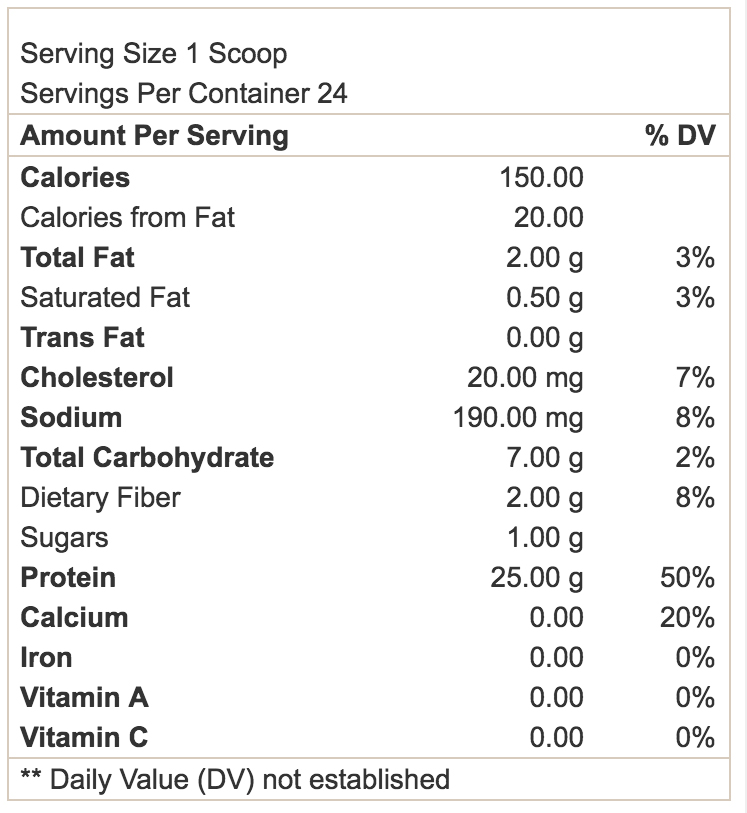 Serving Size 1 Scoop
Servings Per Container 24
Amount Per Serving % DV
Calories 150.00
Calories from Fat 20.00
Total Fat 2.00 g 3%
Saturated Fat 0.50 g 3%
Trans Fat 0.00 g
Cholesterol 20.00 mg 7%
Sodium 190.00 mg 8%
Total Carbohydrate 7.00 g 2%
Dietary Fiber 2.00 g 8%
Sugars 1.00 g
Protein 25.00 g 50%
Calcium 0.00 20%
Iron 0.00 0%
Vitamin A 0.00 0%
Vitamin C 0.00 0%
** Daily Value (DV) not established